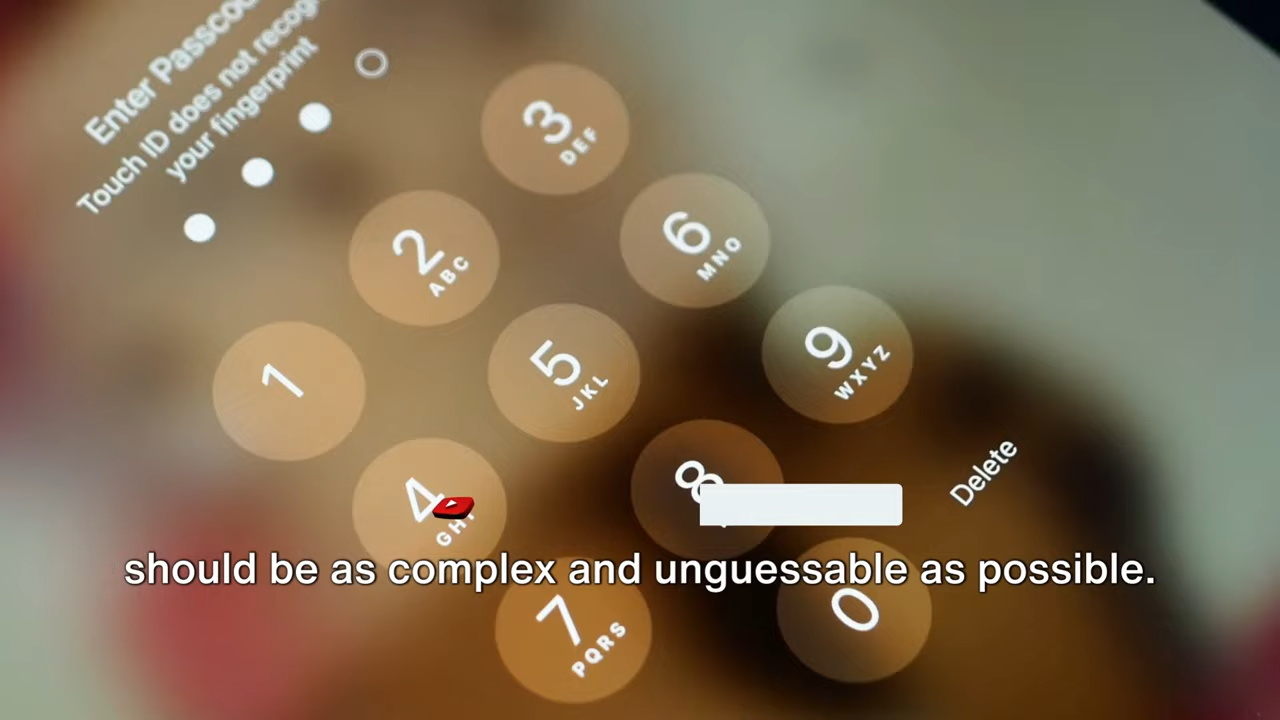 Enter Passco
Touch ID does not recog
your fingerprint
1
2
ABC
3
DEF
4
GH
5
JKL
6
MNO
7
PQRS
8
9
WXYZ
0
Delete
should be as complex and unguessable as possible.